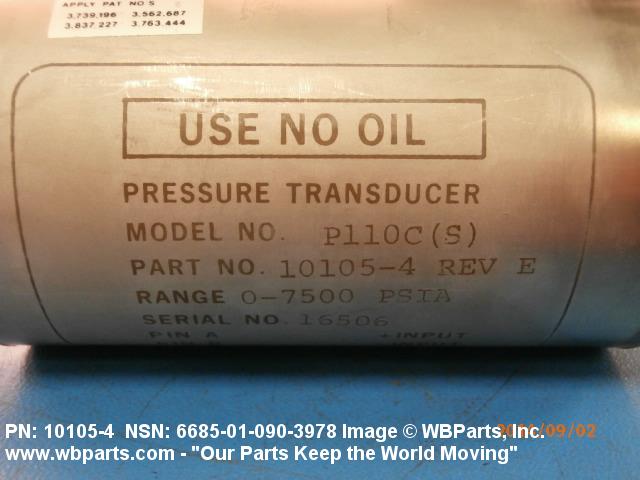 APPLY PAT NO'S
3.739.196 3.562.687
3.837.227 3.763.444
USE NO OIL
PRESSURE TRANSDUCER
MODEL NO. P110C(S)
PART NO. 10105-4 REV E
RANGE 0-7500 PSIA
SERIAL NO. 16506
PIN A +INPUT
PN: 10105-4 NSN: 6685-01-090-3978 Image © WBParts, Inc.
www.wbparts.com - "Our Parts Keep the World Moving"